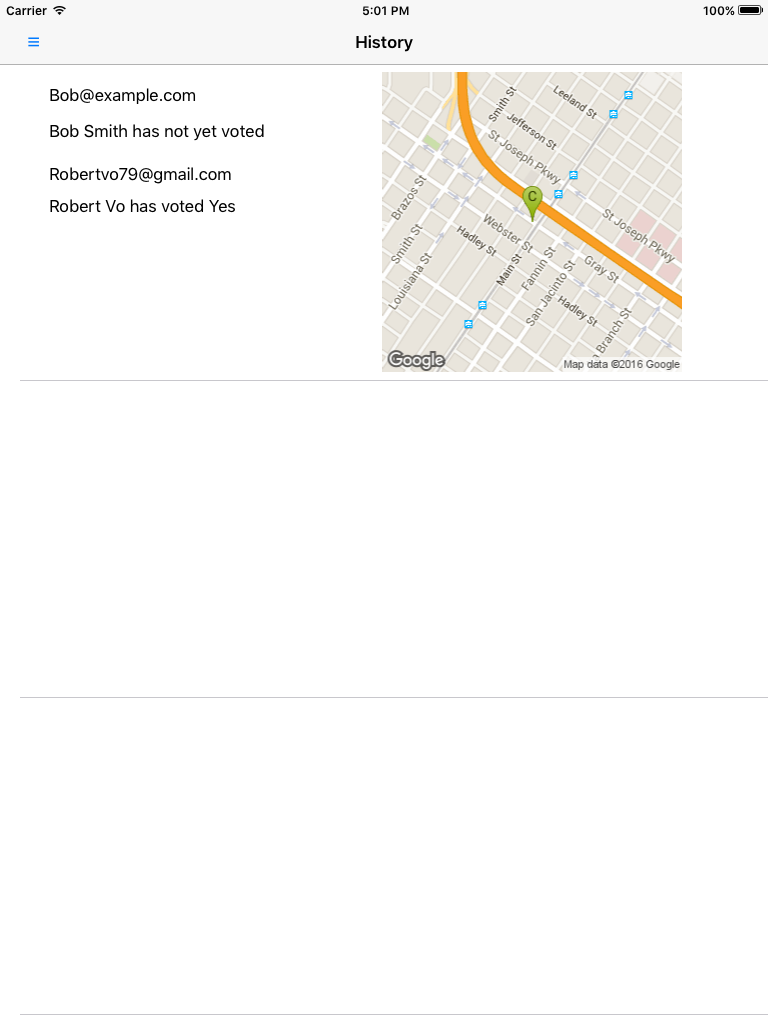 Carrier 5:01 PM 100%
≡ History
Bob@example.com
Bob Smith has not yet voted
Robertvo79@gmail.com
Robert Vo has voted Yes
Smith St
Leeland St
Jefferson St
St Joseph Pkwy
C
Brazos St
St Joseph Pkwy
Webster St
Smith St
Hadley St
Main St
Fannin St
Gray St
Louisiana St
San Jacinto St
Hadley St
Branch St
Google
Map data ©2016 Google